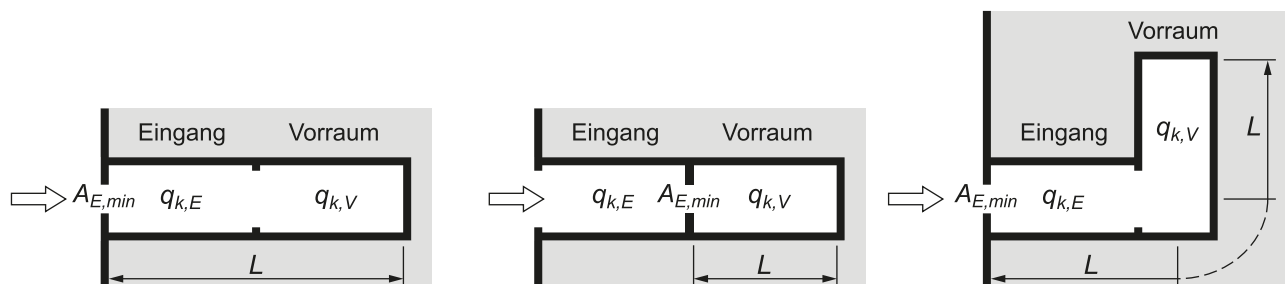 Eingang Vorraum
A_{E,min} q_{k,E} q_{k,V}
L
Eingang Vorraum
q_{k,E} A_{E,min} q_{k,V}
L
Vorraum
Eingang q_{k,V} L
A_{E,min} q_{k,E}
L